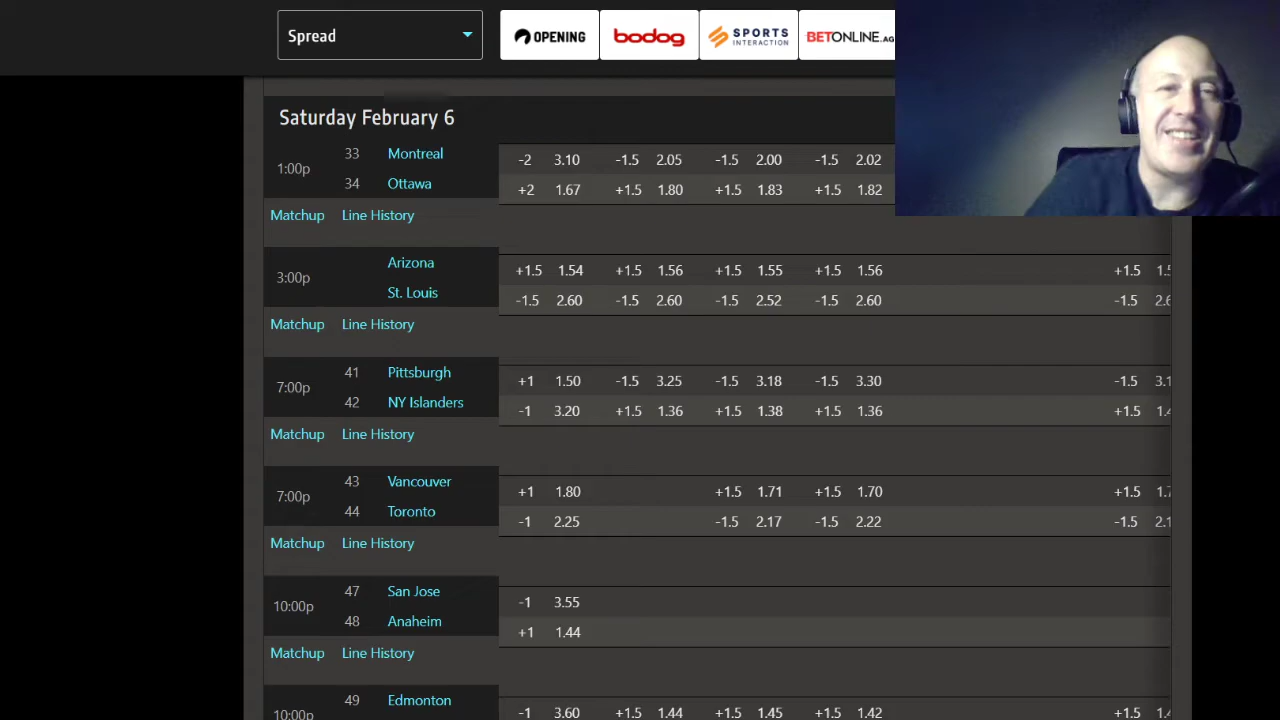 Spread OPENING bodog SPORTS INTERACTION BETONLINE.AG
Saturday February 6
1:00p 33 Montreal -2 3.10 -1.5 2.05 -1.5 2.00 -1.5 2.02
34 Ottawa +2 1.67 +1.5 1.80 +1.5 1.83 +1.5 1.82
Matchup Line History
3:00p Arizona +1.5 1.54 +1.5 1.56 +1.5 1.55 +1.5 1.56 +1.5
St. Louis -1.5 2.60 -1.5 2.60 -1.5 2.52 -1.5 2.60 -1.5
Matchup Line History
7:00p 41 Pittsburgh +1 1.50 -1.5 3.25 -1.5 3.18 -1.5 3.30 -1.5
42 NY Islanders -1 3.20 +1.5 1.36 +1.5 1.38 +1.5 1.36 +1.5
Matchup Line History
7:00p 43 Vancouver +1 1.80 +1.5 1.71 +1.5 1.70 +1.5
44 Toronto -1 2.25 -1.5 2.17 -1.5 2.22 -1.5
Matchup Line History
10:00p 47 San Jose -1 3.55
48 Anaheim +1 1.44
Matchup Line History
10:00p 49 Edmonton -1 3.60 +1.5 1.44 +1.5 1.45 +1.5 1.42 +1.5